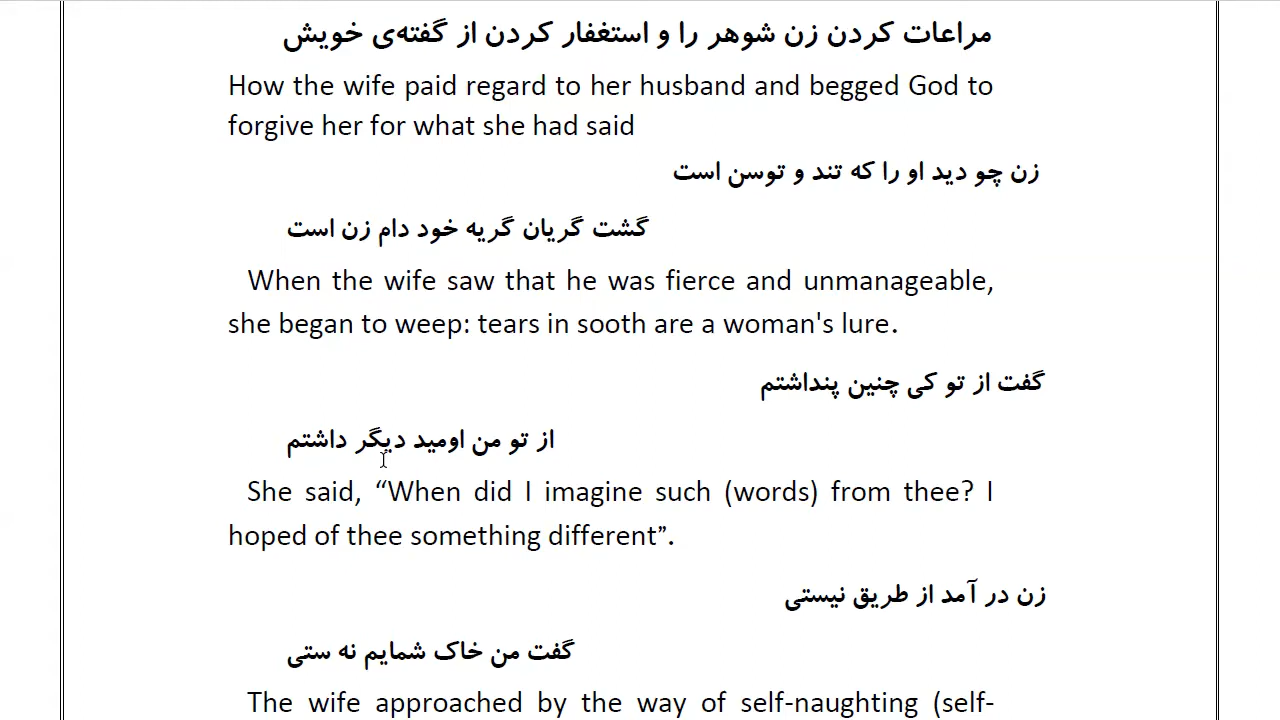 مراعات کردن زن شوهر را و استغفار کردن از گفته‌ی خویش
How the wife paid regard to her husband and begged God to
forgive her for what she had said
زن چو دید او را که تند و توسن است
گشت گریان گریه خود دام زن است
When the wife saw that he was fierce and unmanageable,
she began to weep: tears in sooth are a woman's lure.
گفت از تو کی چنین پنداشتم
از تو من اومید دیگر داشتم
She said, “When did I imagine such (words) from thee? I
hoped of thee something different”.
زن در آمد از طریق نیستی
گفت من خاک شمایم نه ستی
The wife approached by the way of self-naughting (self-